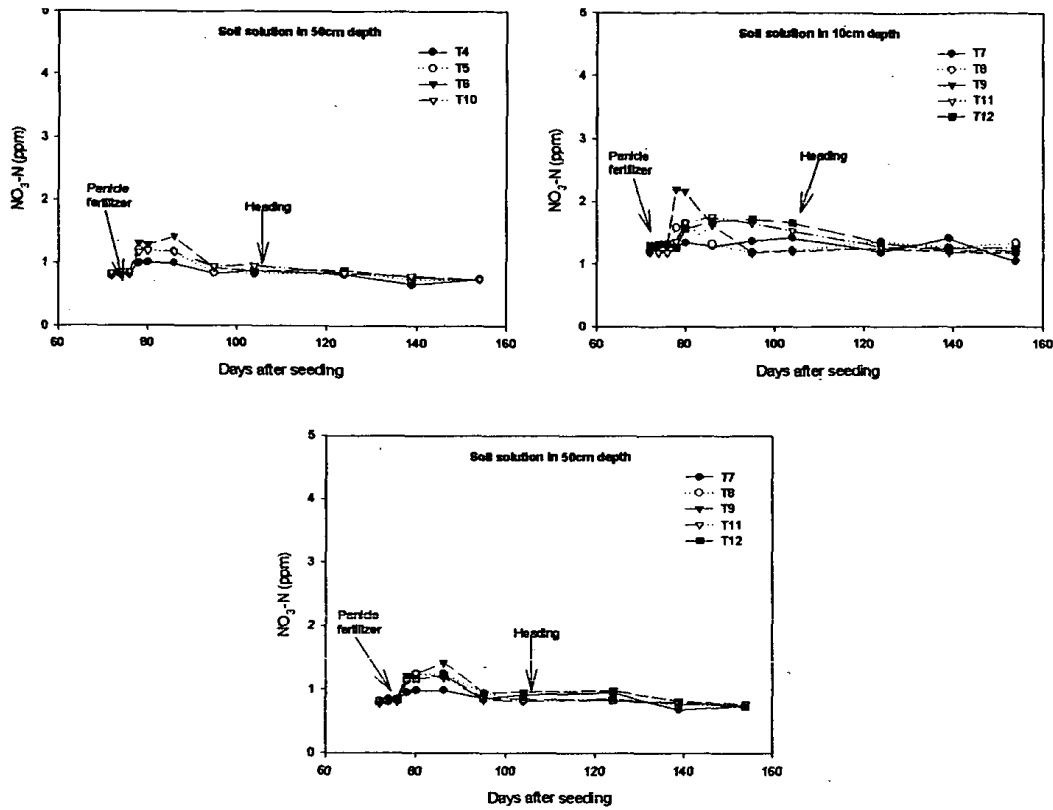 Soil solution in 50cm depth
T4
T5
T6
T10
Panicle
fertilizer
Heading
NO3-N (ppm)
5
4
3
2
1
0
60 80 100 120 140 160
Days after seeding
Soil solution in 10cm depth
T7
T8
T9
T11
T12
Panicle
fertilizer
Heading
NO3-N (ppm)
5
4
3
2
1
0
60 80 100 120 140 160
Days after seeding
Soil solution in 50cm depth
T7
T8
T9
T11
T12
Panicle
fertilizer
Heading
NO3-N (ppm)
5
4
3
2
1
0
60 80 100 120 140 160
Days after seeding